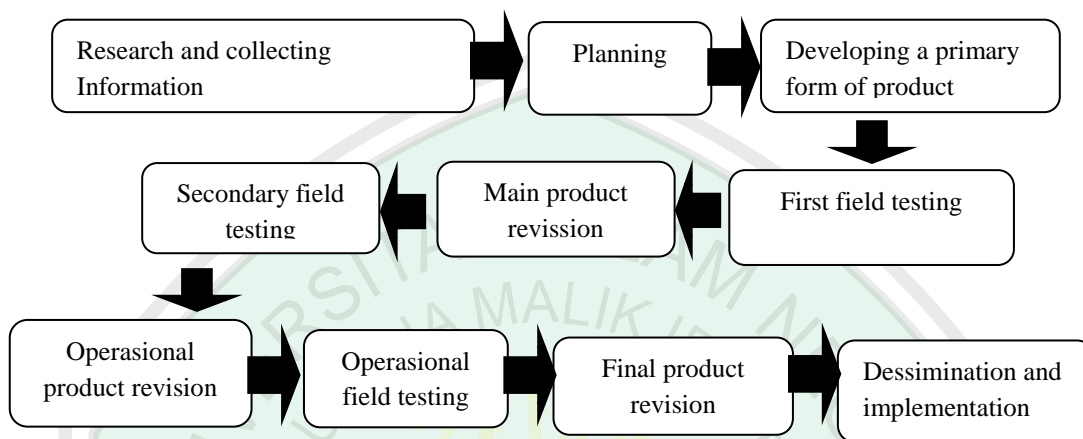 Research and collecting
Information
Planning
Developing a primary
form of product
First field testing
Main product
revission
Secondary field
testing
Operasional
product revision
Operasional
field testing
Final product
revision
Dessimination and
implementation
MALIK